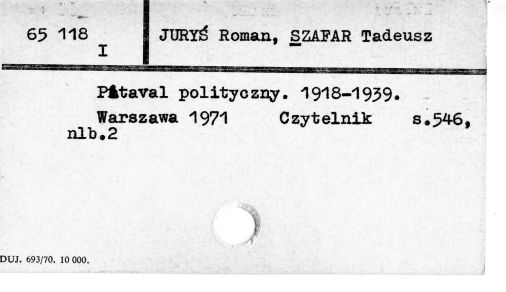 65 118
I
JURYŚ Roman, SZAFAR Tadeusz
Pitaval polityczny. 1918-1939.
Warszawa 1971 Czytelnik s.546,
nlb.2
DUJ. 693/70. 10 000.